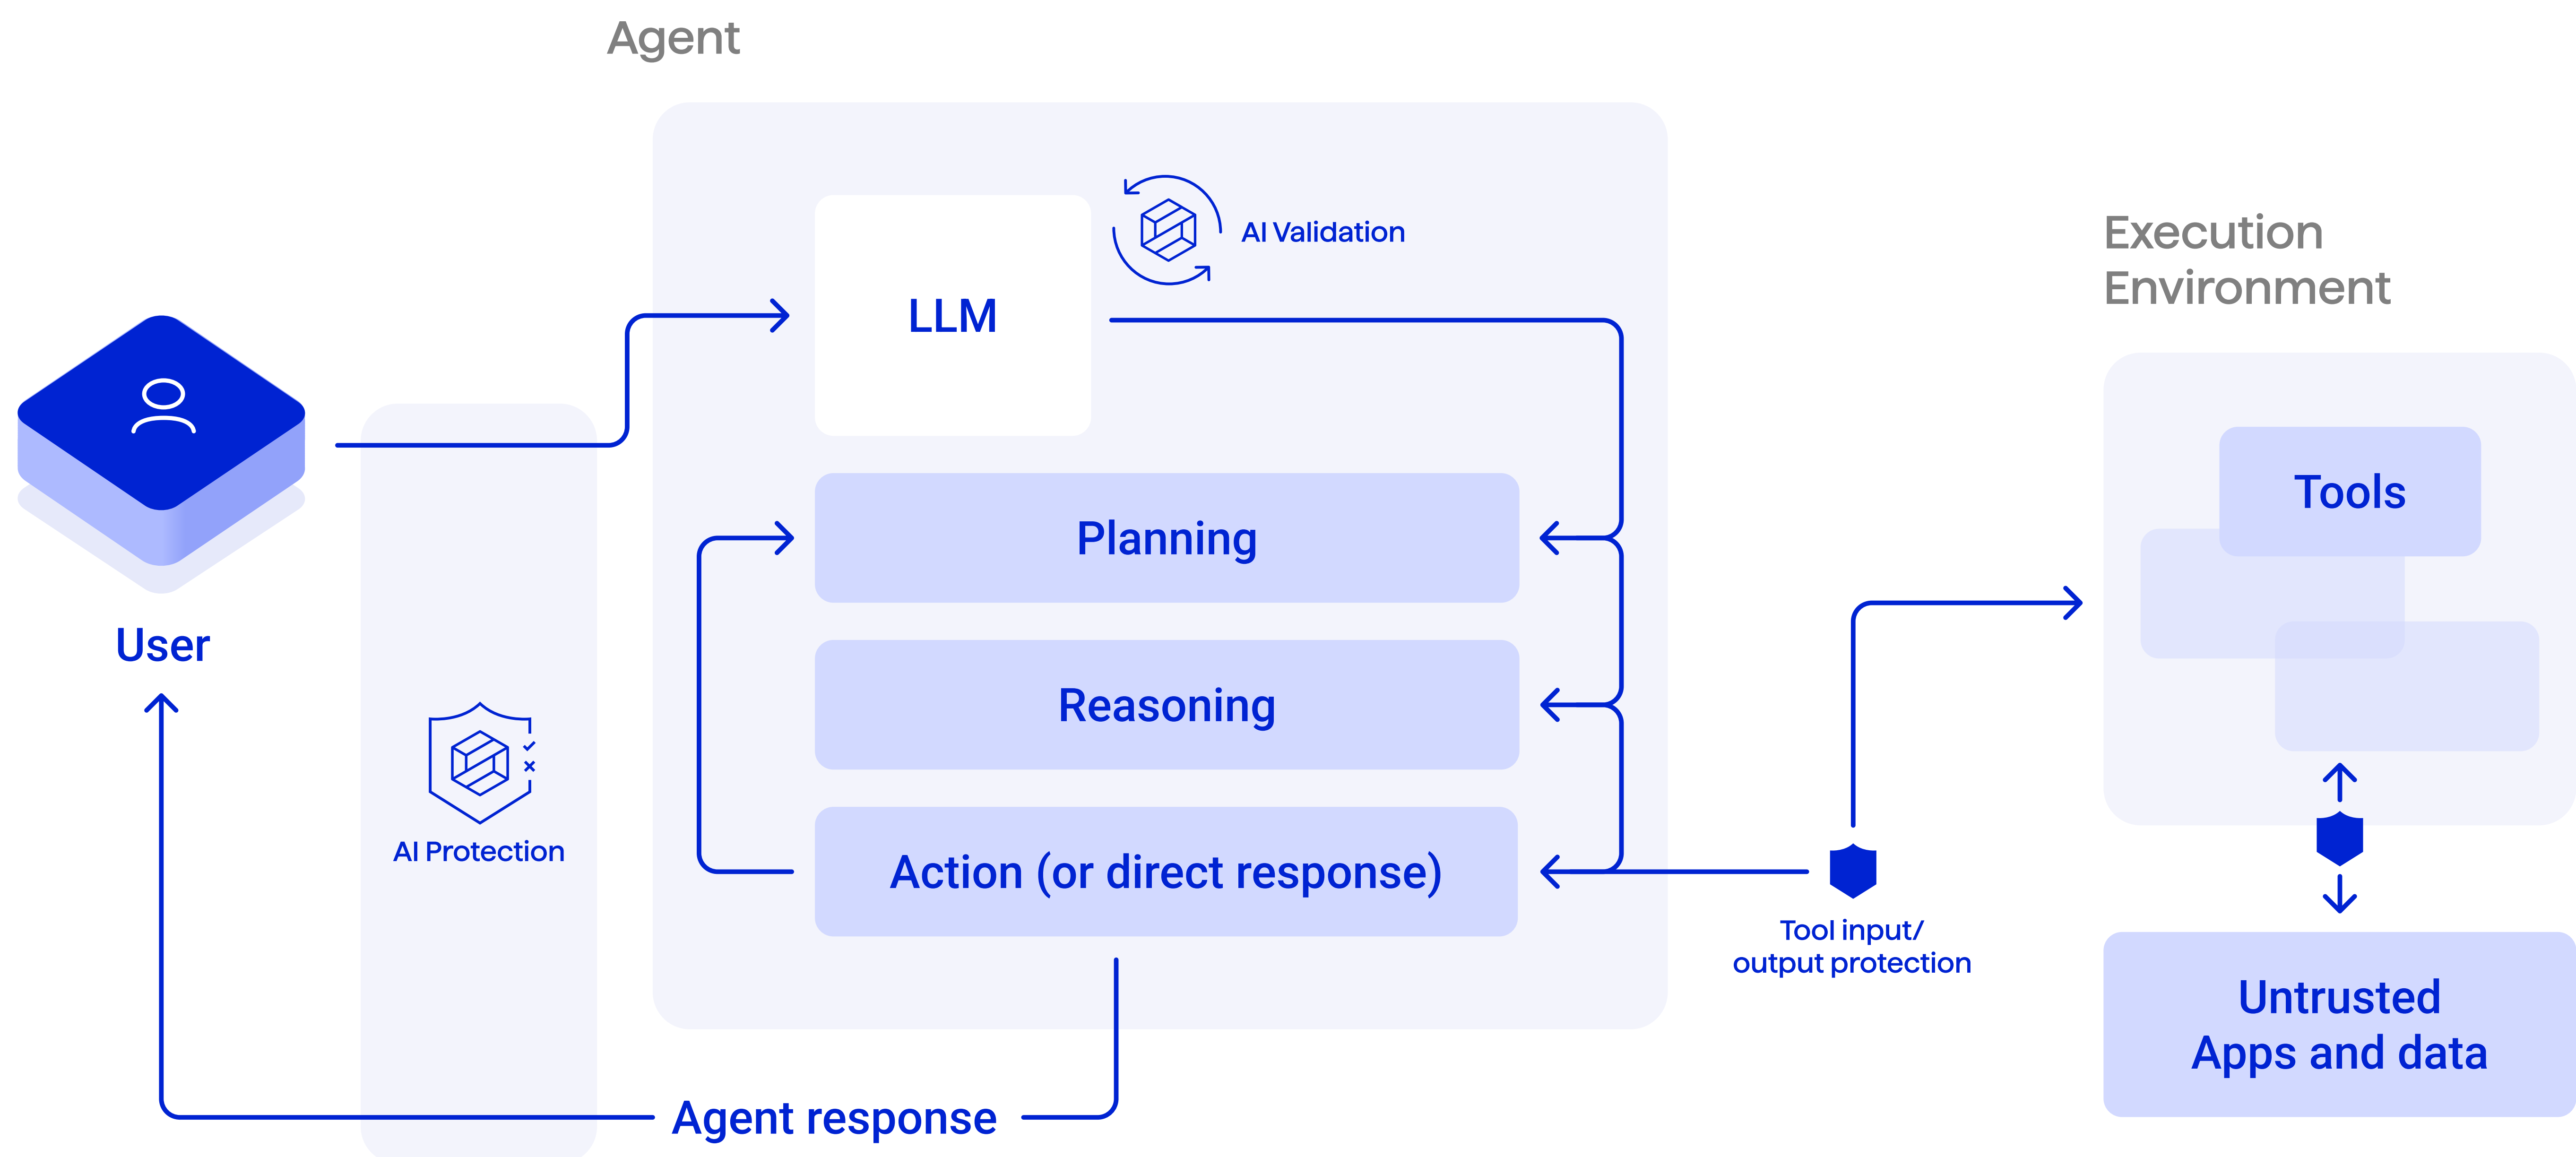 Agent
AI Validation
LLM
Execution
Environment
Tools
Planning
User
Reasoning
AI Protection
Action (or direct response)
Tool input/
output protection
Untrusted
Apps and data
Agent response